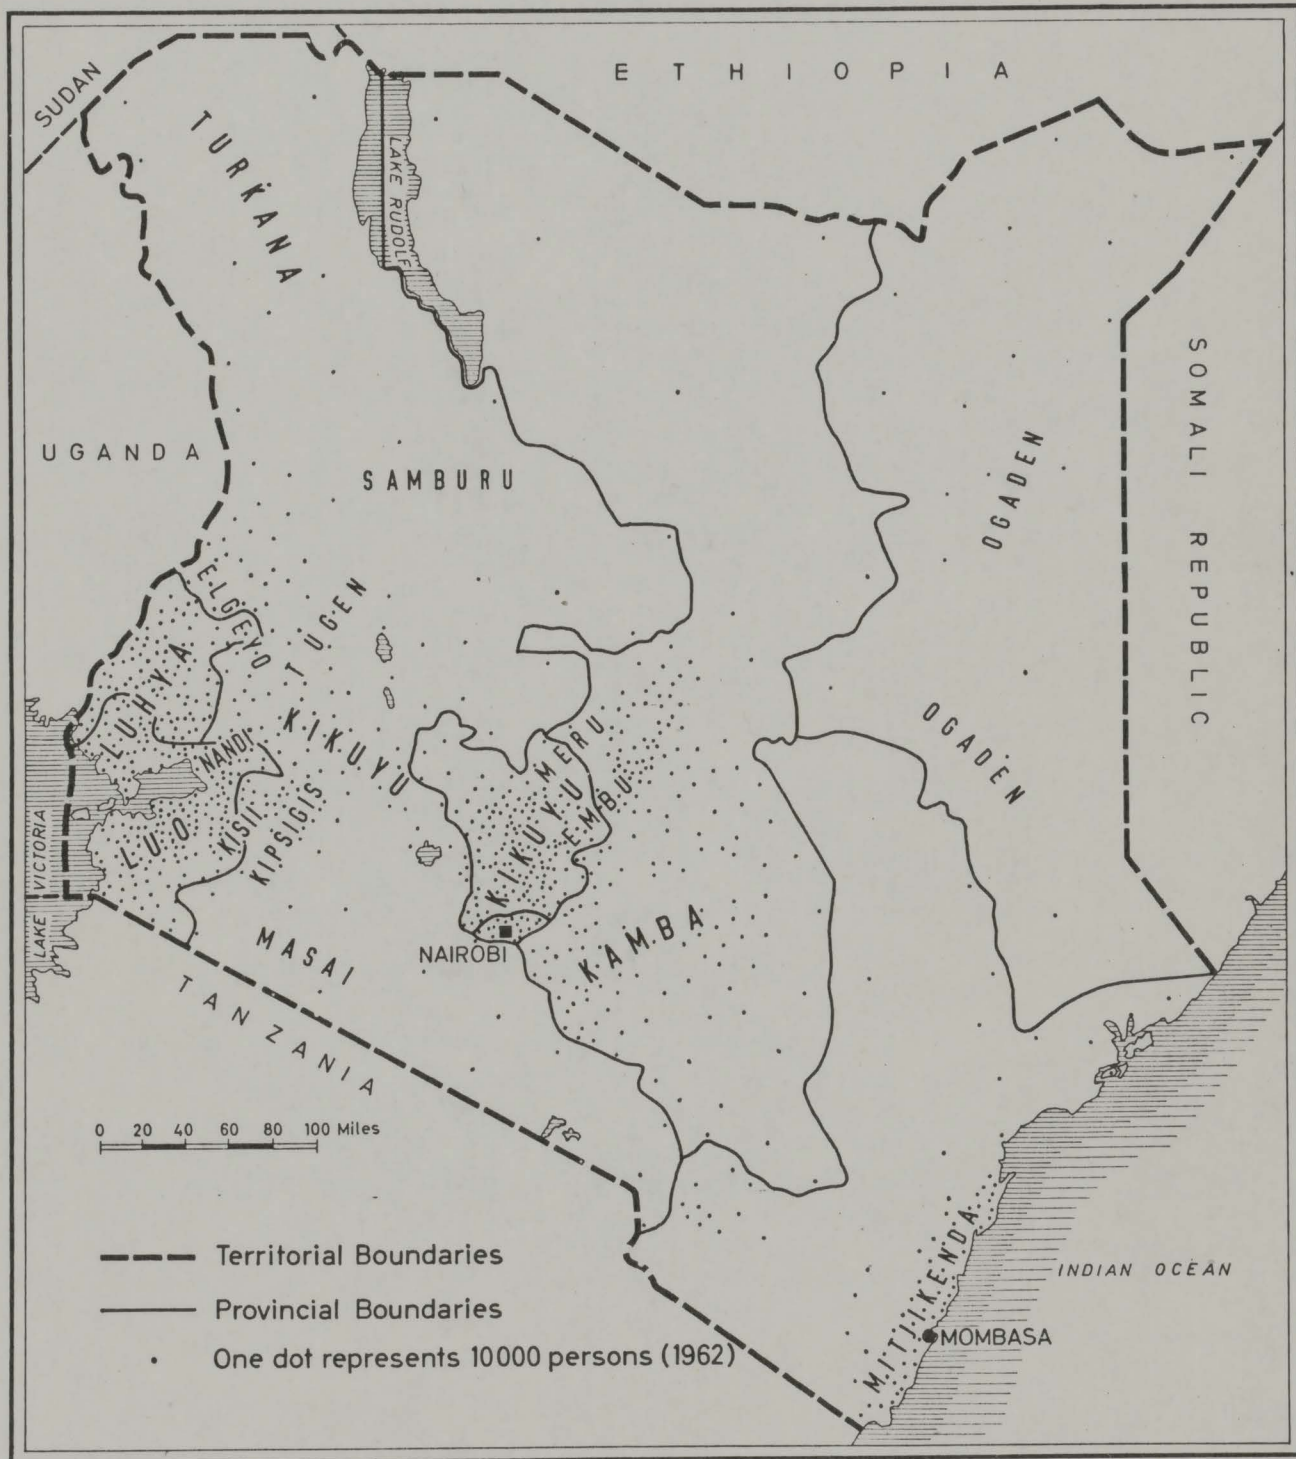 SUDAN
ETHIOPIA
TURKANA
LAKE RUDOLF
UGANDA
SAMBURU
OGADEN
SOMALI REPUBLIC
ELGEYO
TUGEN
LUHYA
KIKUYU
NANDI
MERU
OGADEN
KIKUYU
EMBU
LUO
KISII
KIPSIGIS
LAKE VICTORIA
KAMBA
MASAI
NAIROBI
TANZANIA
0 20 40 60 80 100 Miles
MITJIKENDA
Territorial Boundaries
INDIAN OCEAN
Provincial Boundaries
MOMBASA
One dot represents 10000 persons (1962)